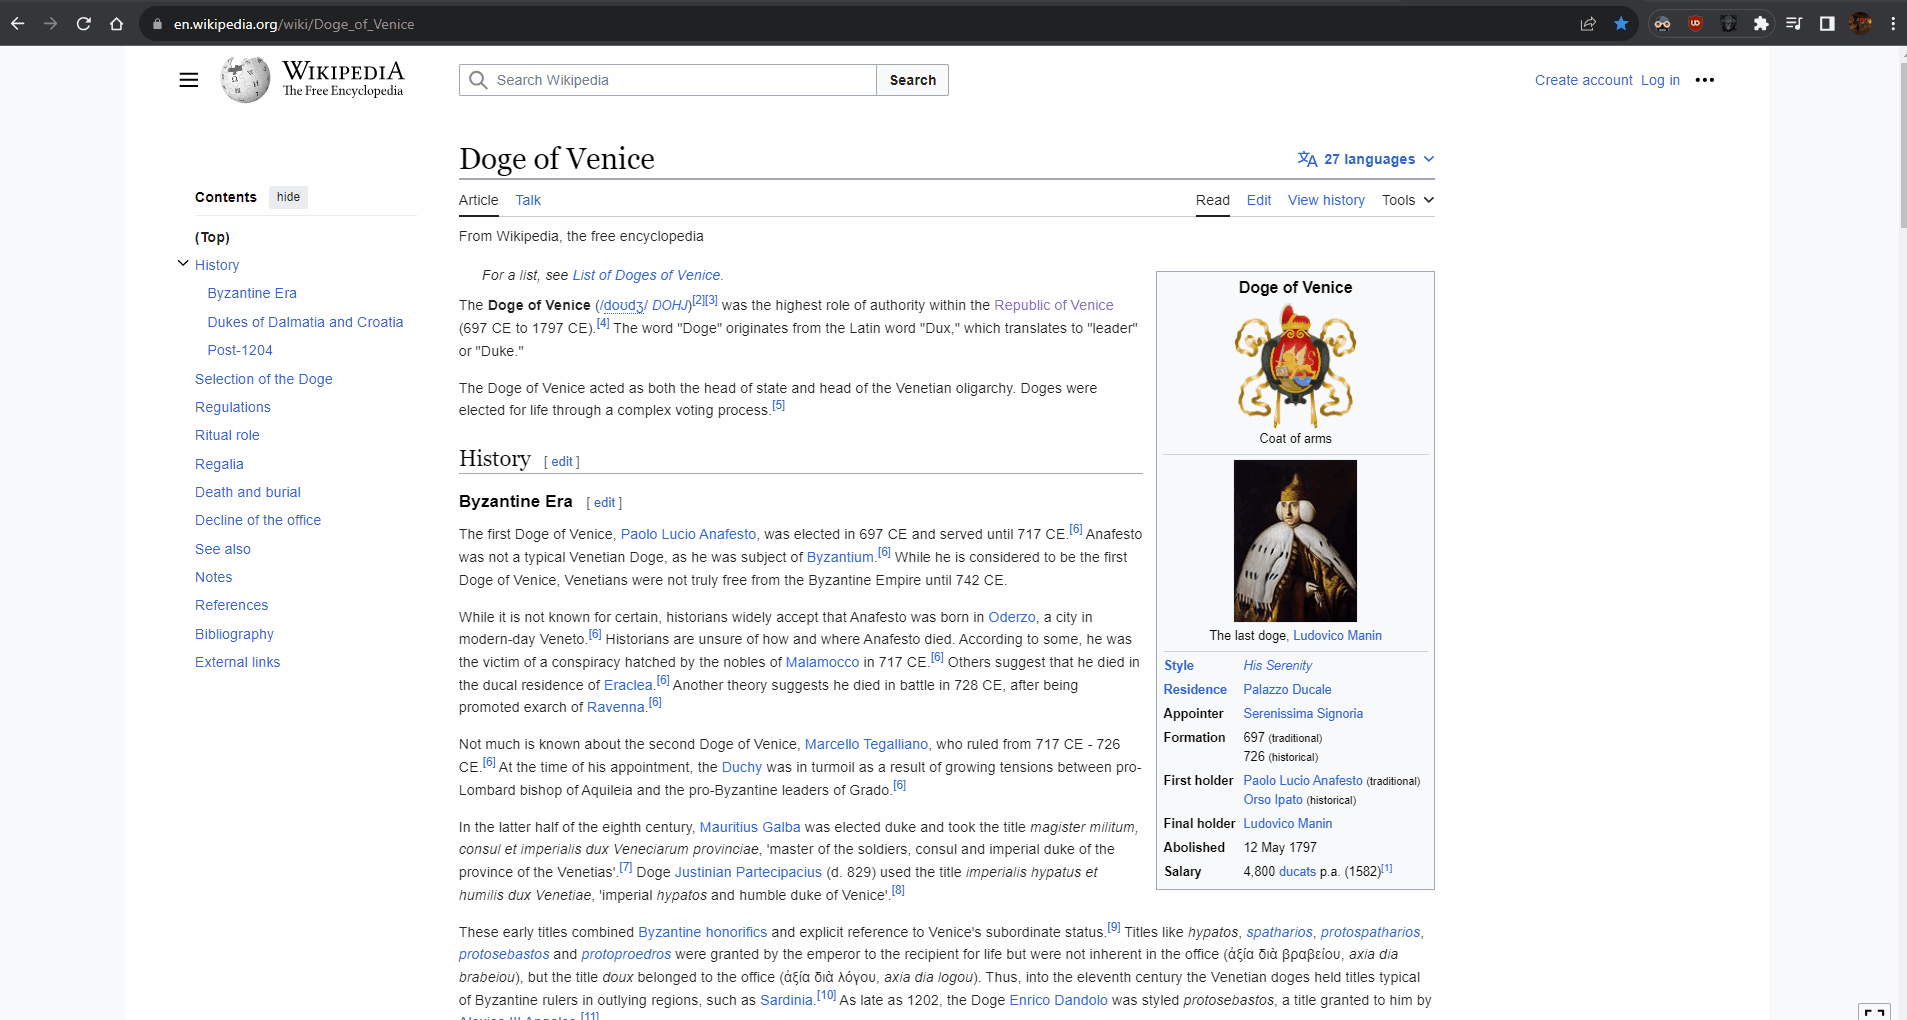 en.wikipedia.org/wiki/Doge_of_Venice
WIKIPEDIA
The Free Encyclopedia
Search Wikipedia
Search
Create account Log in
Doge of Venice
27 languages
Article Talk
Read Edit View history Tools
From Wikipedia, the free encyclopedia
Contents hide
(Top)
History
Byzantine Era
Dukes of Dalmatia and Croatia
Post-1204
Selection of the Doge
Regulations
Ritual role
Regalia
Death and burial
Decline of the office
See also
Notes
References
Bibliography
External links
For a list, see List of Doges of Venice.
The Doge of Venice (/doʊdʒ/ DOHJ)[2][3] was the highest role of authority within the Republic of Venice
(697 CE to 1797 CE).[4] The word "Doge" originates from the Latin word "Dux," which translates to "leader"
or "Duke."
The Doge of Venice acted as both the head of state and head of the Venetian oligarchy. Doges were
elected for life through a complex voting process.[5]
History [ edit ]
Byzantine Era [ edit ]
The first Doge of Venice, Paolo Lucio Anafesto, was elected in 697 CE and served until 717 CE.[6] Anafesto
was not a typical Venetian Doge, as he was subject of Byzantium.[6] While he is considered to be the first
Doge of Venice, Venetians were not truly free from the Byzantine Empire until 742 CE.
While it is not known for certain, historians widely accept that Anafesto was born in Oderzo, a city in
modern-day Veneto.[6] Historians are unsure of how and where Anafesto died. According to some, he was
the victim of a conspiracy hatched by the nobles of Malamocco in 717 CE.[6] Others suggest that he died in
the ducal residence of Eraclea.[6] Another theory suggests he died in battle in 728 CE, after being
promoted exarch of Ravenna.[6]
Not much is known about the second Doge of Venice, Marcello Tegalliano, who ruled from 717 CE - 726
CE.[6] At the time of his appointment, the Duchy was in turmoil as a result of growing tensions between pro-
Lombard bishop of Aquileia and the pro-Byzantine leaders of Grado.[6]
In the latter half of the eighth century, Mauritius Galba was elected duke and took the title magister militum,
consul et imperialis dux Veneciarum provinciae, 'master of the soldiers, consul and imperial duke of the
province of the Venetias'.[7] Doge Justinian Partecipacius (d. 829) used the title imperialis hypatus et
humilis dux Venetiae, 'imperial hypatos and humble duke of Venice'.[8]
These early titles combined Byzantine honorifics and explicit reference to Venice's subordinate status.[9] Titles like hypatos, spatharios, protospatharios,
protosebastos and protoproedros were granted by the emperor to the recipient for life but were not inherent in the office (ἀξία διὰ βραβείου, axia dia
brabeiou), but the title doux belonged to the office (ἀξία διὰ λόγου, axia dia logou). Thus, into the eleventh century the Venetian doges held titles typical
of Byzantine rulers in outlying regions, such as Sardinia.[10] As late as 1202, the Doge Enrico Dandolo was styled protosebastos, a title granted to him by
[11]
Doge of Venice
Coat of arms
The last doge, Ludovico Manin
Style His Serenity
Residence Palazzo Ducale
Appointer Serenissima Signoria
Formation 697 (traditional)
726 (historical)
First holder Paolo Lucio Anafesto (traditional)
Orso Ipato (historical)
Final holder Ludovico Manin
Abolished 12 May 1797
Salary 4,800 ducats p.a. (1582)[1]